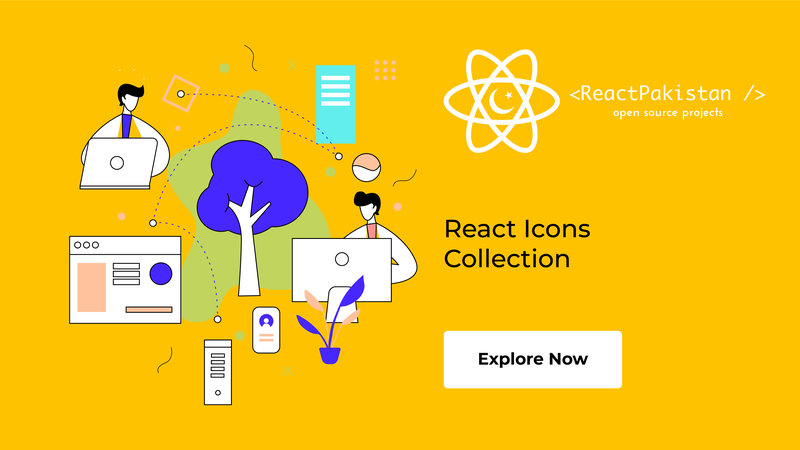 <ReactPakistan />
open source projects
React Icons
Collection
Explore Now